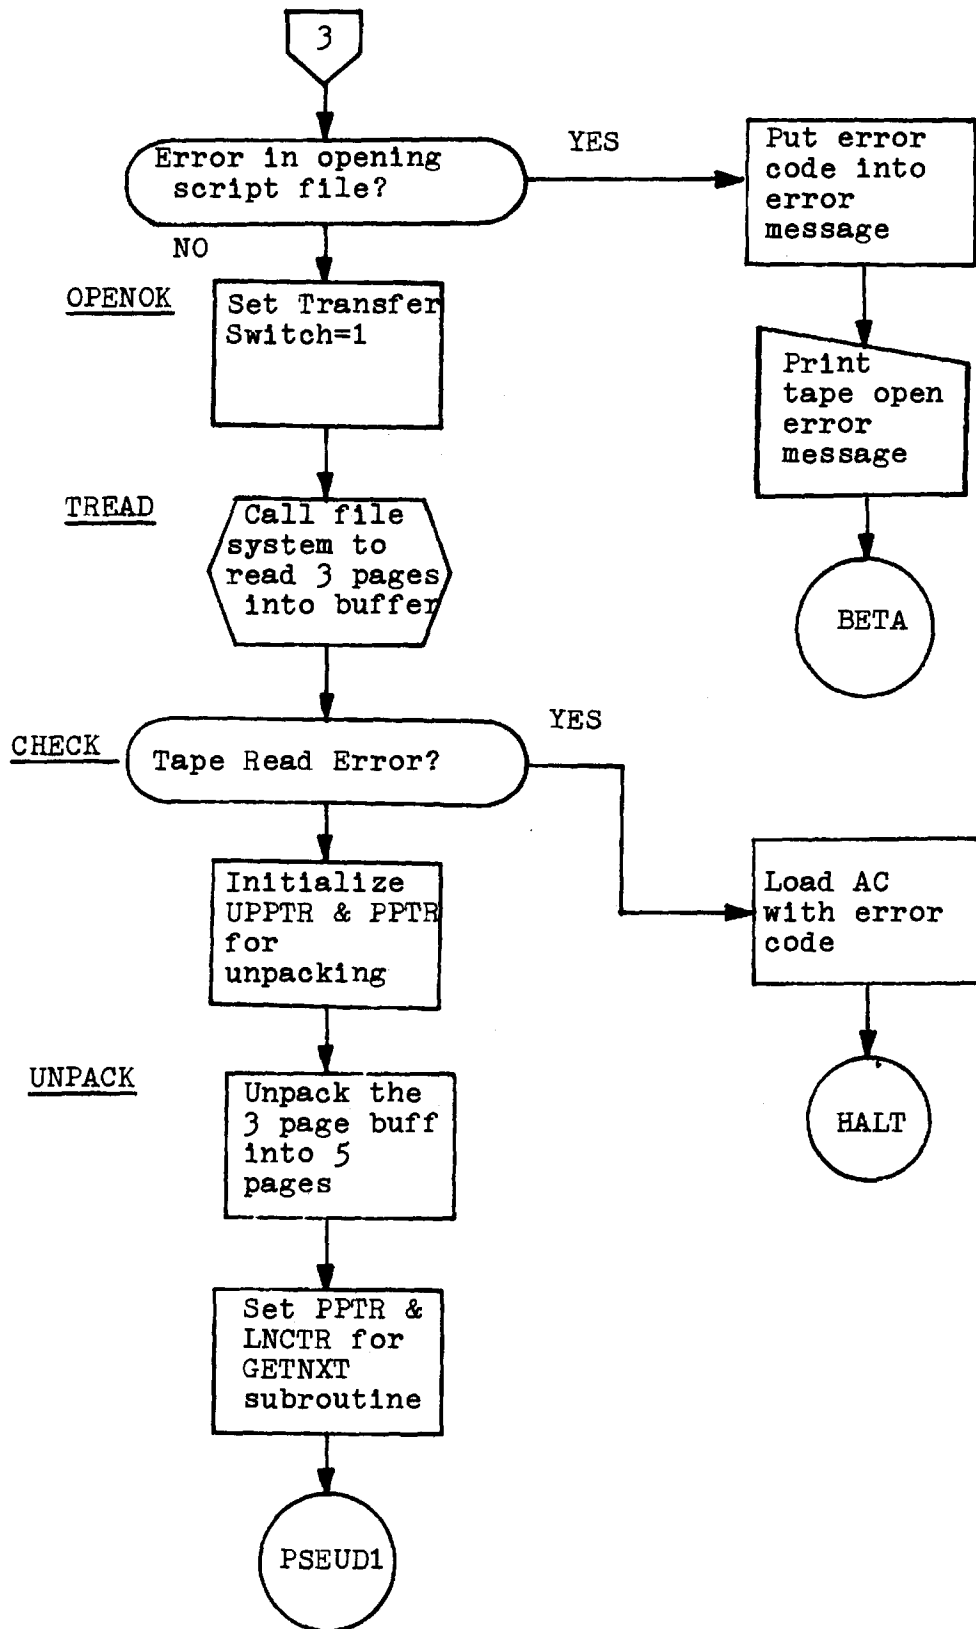 3
Error in opening
script file?
YES
Put error
code into
error
message
NO
OPENOK
Set Transfer
Switch=1
Print
tape open
error
message
TREAD
Call file
system to
read 3 pages
into buffer
BETA
YES
CHECK
Tape Read Error?
Initialize
UPPTR & PPTR
for
unpacking
Load AC
with error
code
UNPACK
Unpack the
3 page buff
into 5
pages
HALT
Set PPTR &
LNCTR for
GETNXT
subroutine
PSEUD1